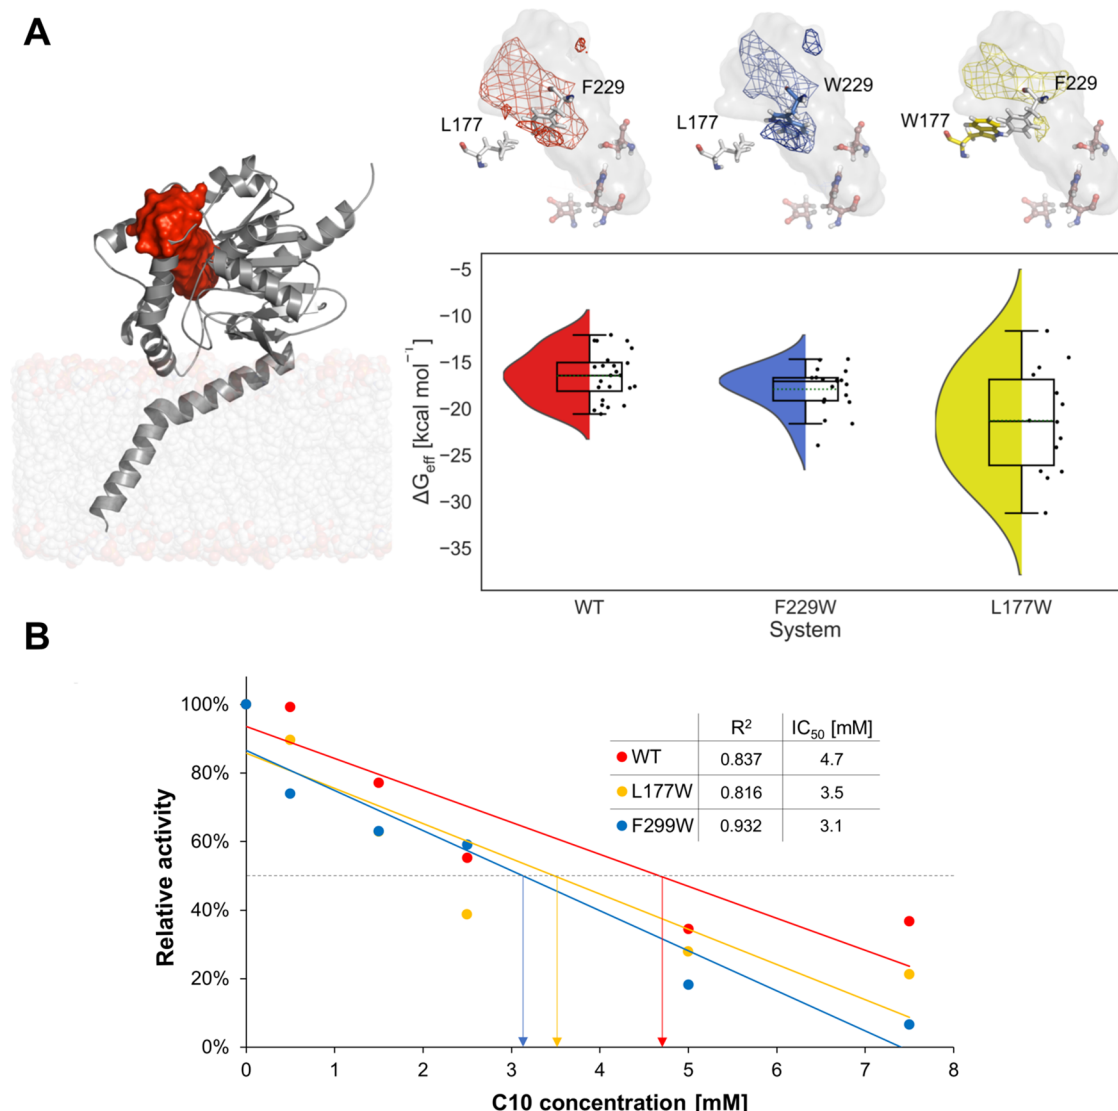 A
F229
L177
W229
L177
F229
W177
−5
−10
−15
−20
−25
−30
−35
ΔG_eff [kcal mol⁻¹]
WT
F229W
L177W
System
B
100%
80%
60%
40%
20%
0%
Relative activity
R² IC₅₀ [mM]
WT 0.837 4.7
L177W 0.816 3.5
F299W 0.932 3.1
0 1 2 3 4 5 6 7 8
C10 concentration [mM]